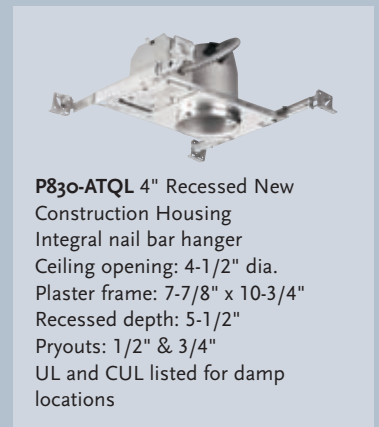 P830-ATQL 4" Recessed New
Construction Housing
Integral nail bar hanger
Ceiling opening: 4-1/2" dia.
Plaster frame: 7-7/8" x 10-3/4"
Recessed depth: 5-1/2"
Pryouts: 1/2" & 3/4"
UL and CUL listed for damp
locations